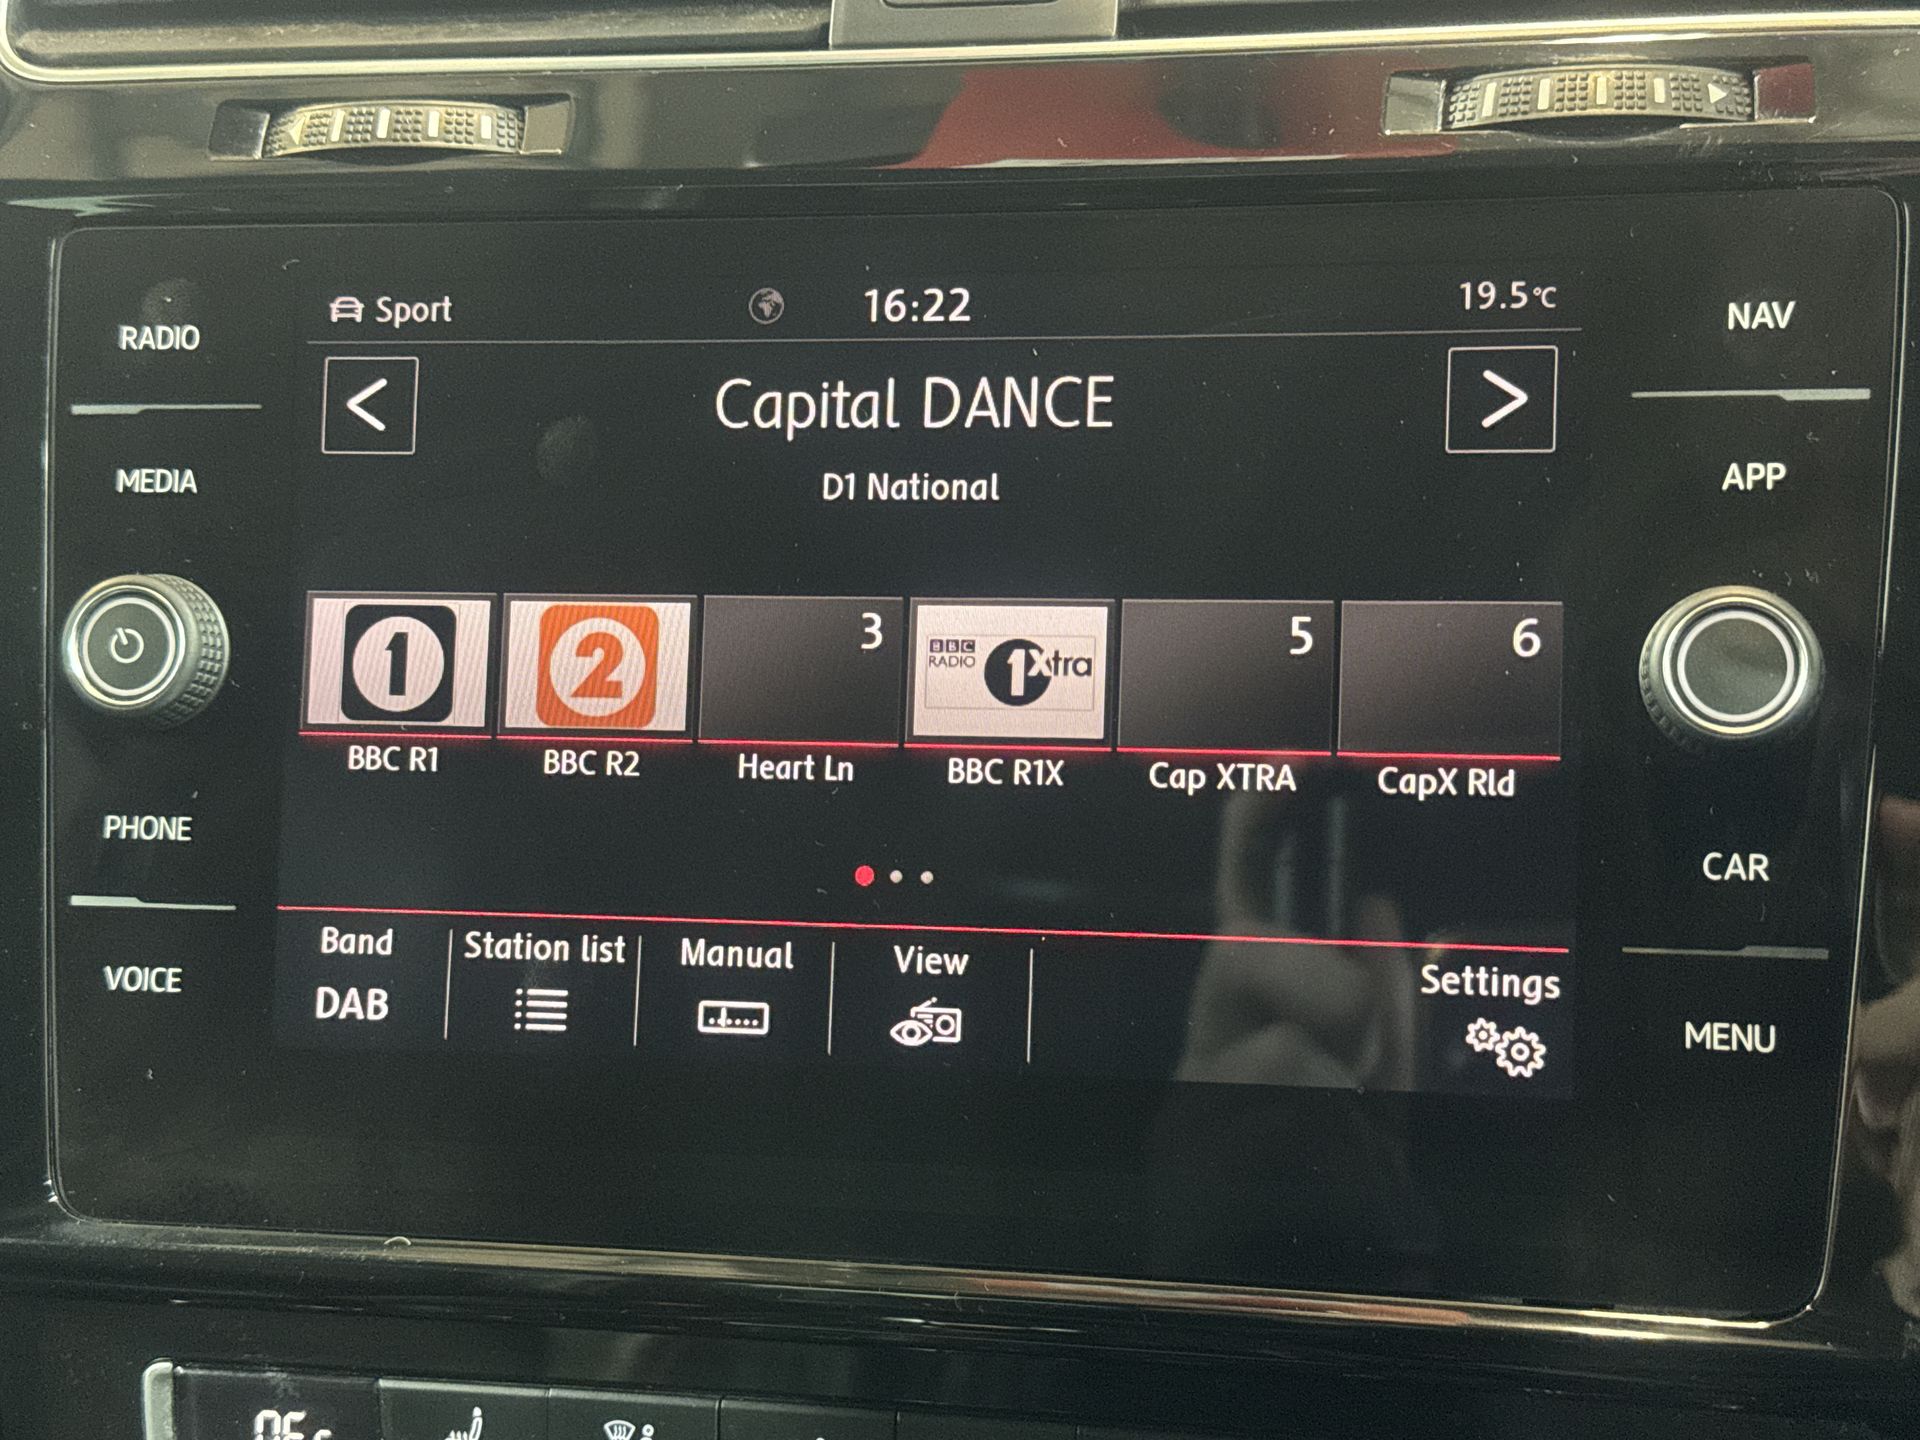 Sport 16:22 19.5°C
RADIO
NAV
< Capital DANCE >
D1 National
MEDIA
APP
1 2 3 BBC RADIO 1Xtra 5 6
BBC R1 BBC R2 Heart Ln BBC R1X Cap XTRA CapX Rld
PHONE
CAR
Band Station list Manual View Settings
DAB
VOICE
MENU